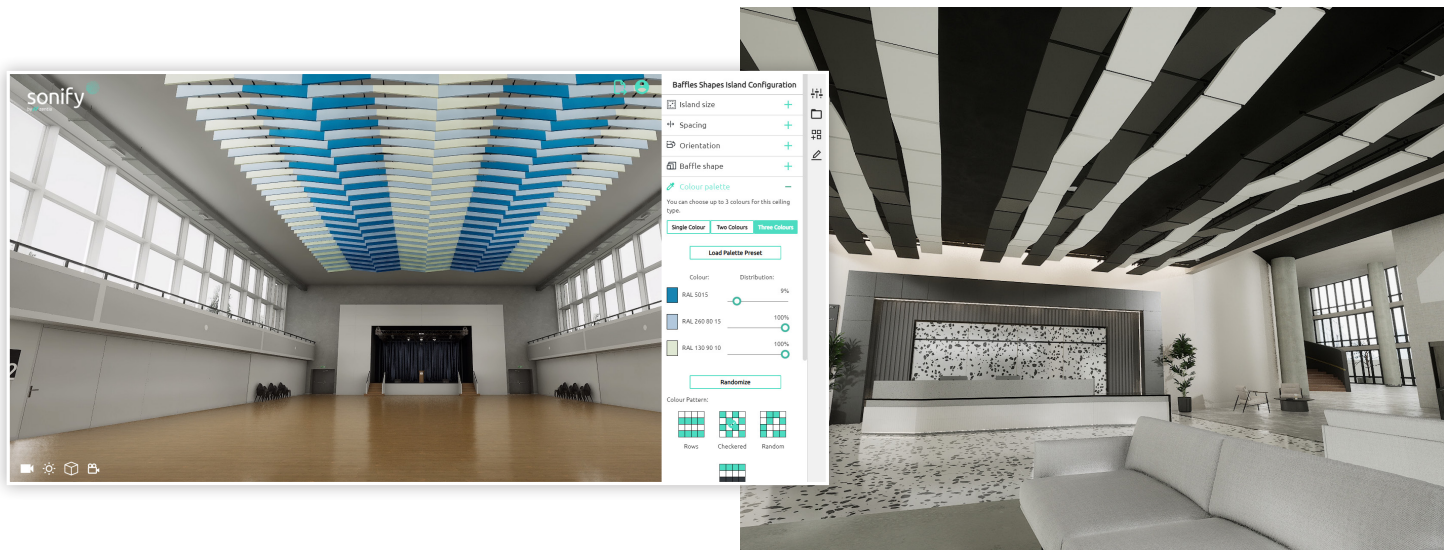 sonify
Baffles Shapes Island Configuration
Island size
Spacing
Orientation
Baffle shape
Colour palette
You can choose up to 3 colours for this ceiling
type.
Single Colour Two Colours Three Colours
Load Palette Preset
Colour: Distribution:
RAL 5015 9%
RAL 260 80 15 100%
RAL 130 90 10 100%
Randomize
Colour Pattern:
Rows Checkered Random
2